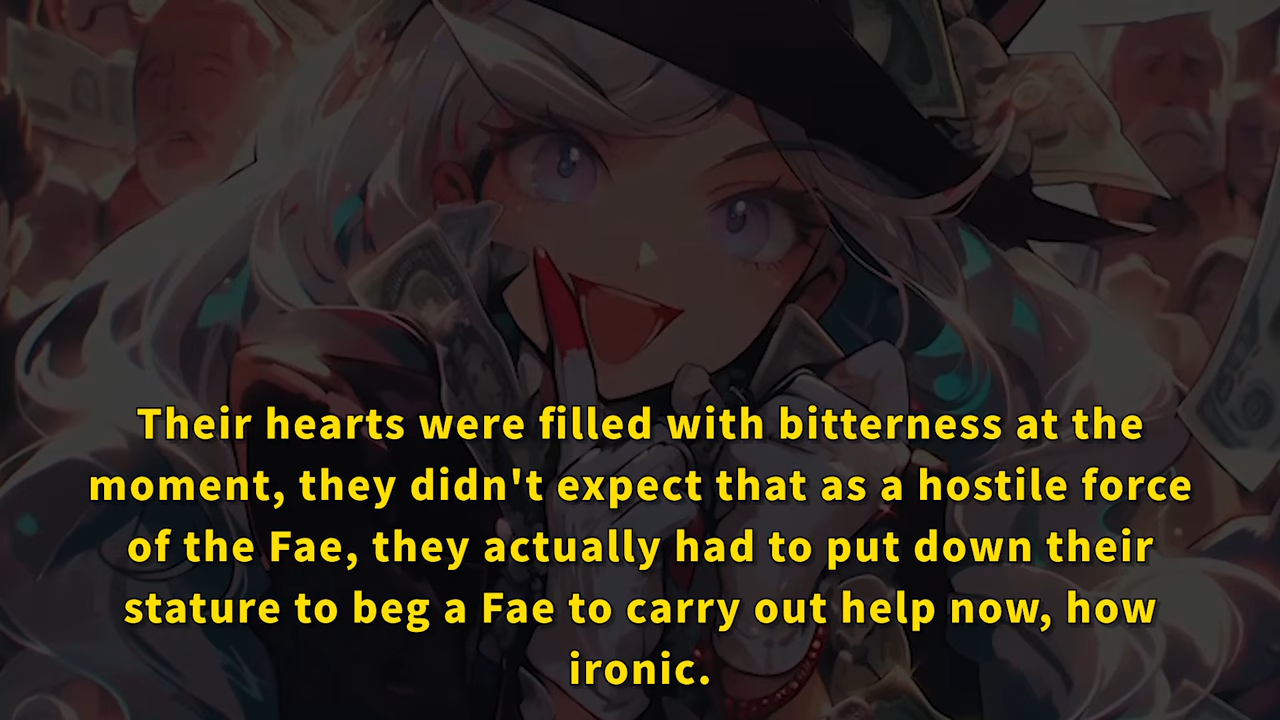 Their hearts were filled with bitterness at the
moment, they didn't expect that as a hostile force
of the Fae, they actually had to put down their
stature to beg a Fae to carry out help now, how
ironic.